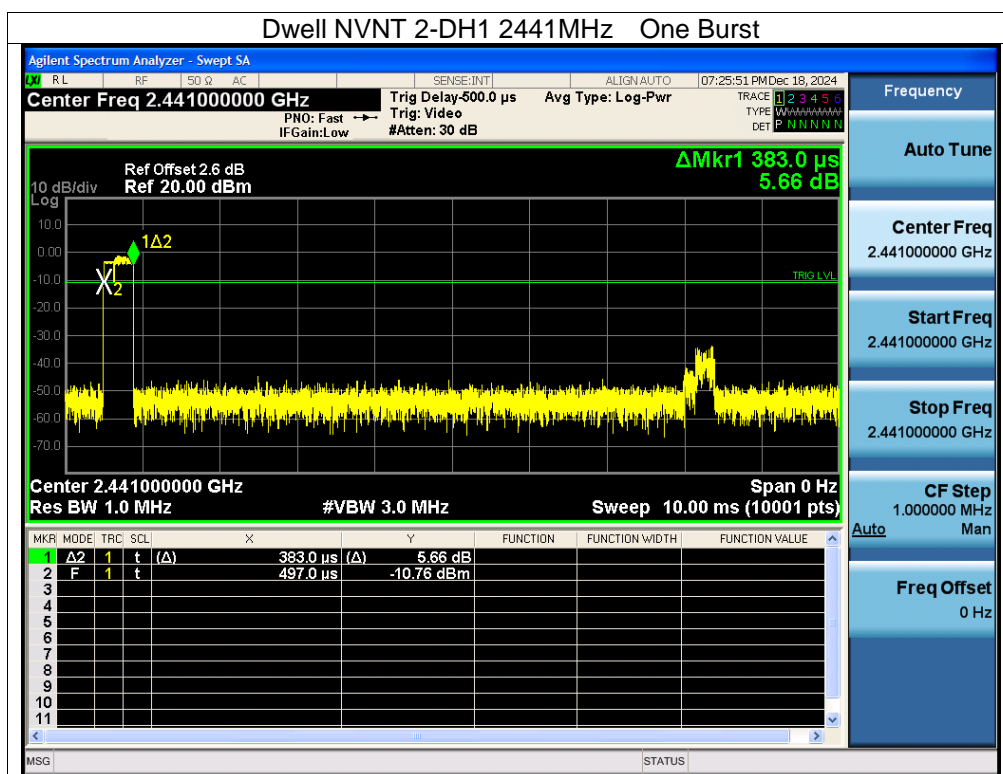 Dwell NVNT 2-DH1 2441MHz One Burst
Agilent Spectrum Analyzer - Swept SA
LXI RL RF 50 Ω AC SENSE:INT ALIGN AUTO 07:25:51 PM Dec 18, 2024
Center Freq 2.441000000 GHz Trig Delay-500.0 µs Avg Type: Log-Pwr TRACE 1 2 3 4 5 6
PNO: Fast Trig: Video TYPE WWWWWW
IFGain:Low #Atten: 30 dB DET P N N N N N
Frequency
Auto Tune
Center Freq
2.441000000 GHz
Start Freq
2.441000000 GHz
Stop Freq
2.441000000 GHz
CF Step
1.000000 MHz
Auto Man
Freq Offset
0 Hz
ΔMkr1 383.0 µs
5.66 dB
Ref Offset 2.6 dB
10 dB/div Ref 20.00 dBm
Log
10.0
0.00
-10.0
-20.0
-30.0
-40.0
-50.0
-60.0
-70.0
1Δ2
X2
TRIG LVL
Center 2.441000000 GHz Span 0 Hz
Res BW 1.0 MHz #VBW 3.0 MHz Sweep 10.00 ms (10001 pts)
MKR MODE TRC SCL X Y FUNCTION FUNCTION WIDTH FUNCTION VALUE
1 Δ2 1 t (Δ) 383.0 µs (Δ) 5.66 dB
2 F 1 t 497.0 µs -10.76 dBm
3
4
5
6
7
8
9
10
11
MSG STATUS